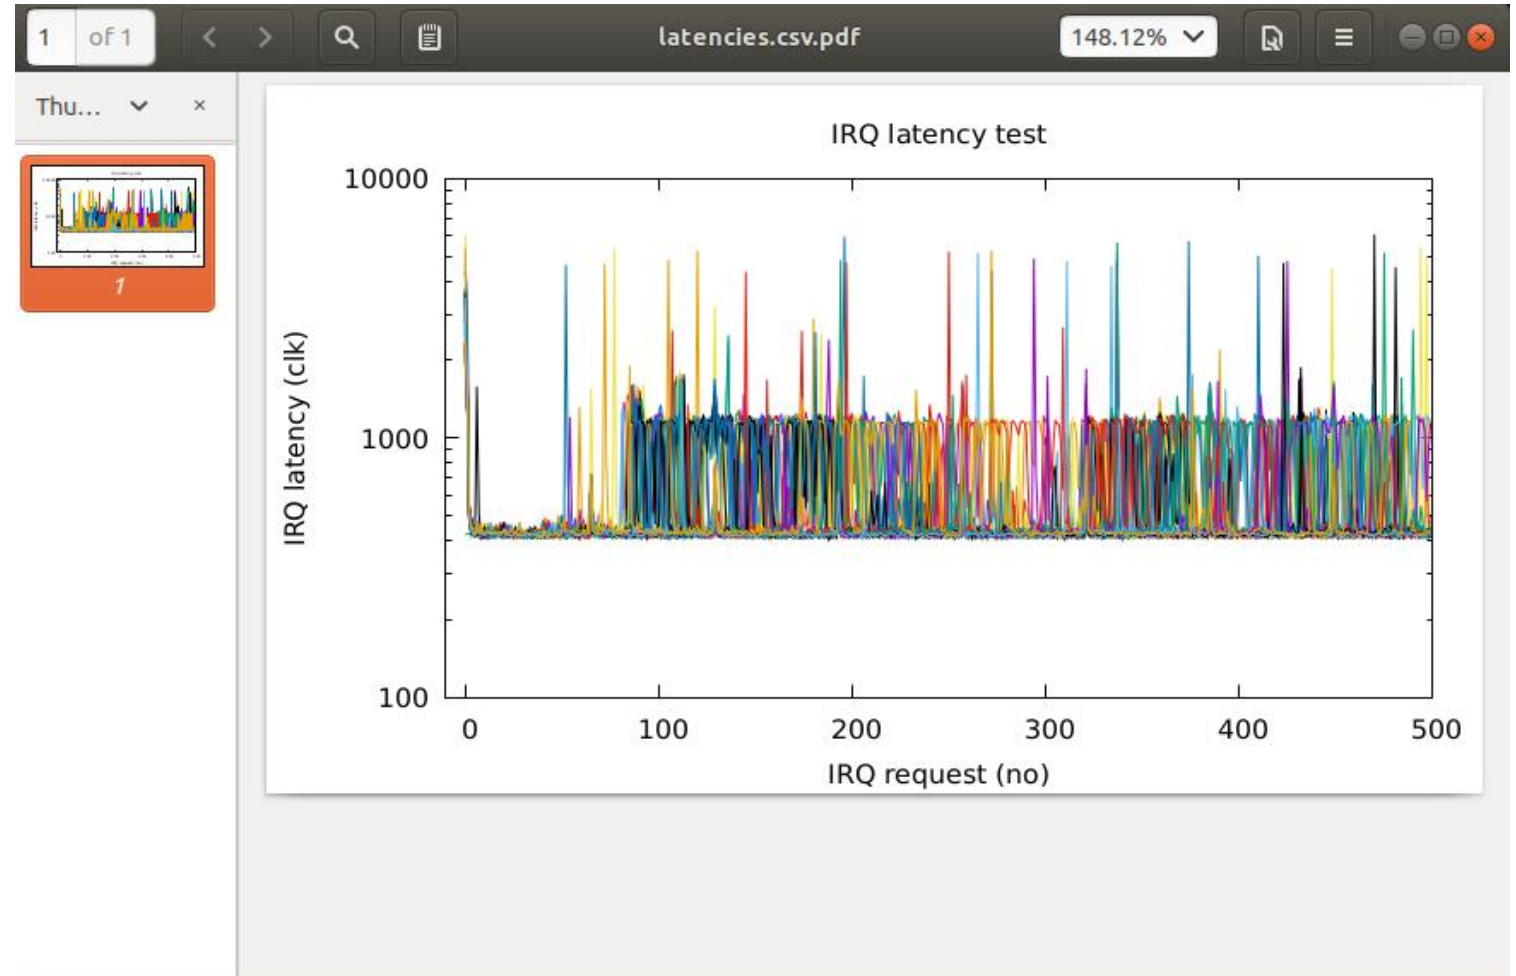 1 of 1
latencies.csv.pdf
148.12%
Thu...
1
IRQ latency test
10000
1000
100
IRQ latency (clk)
0 100 200 300 400 500
IRQ request (no)